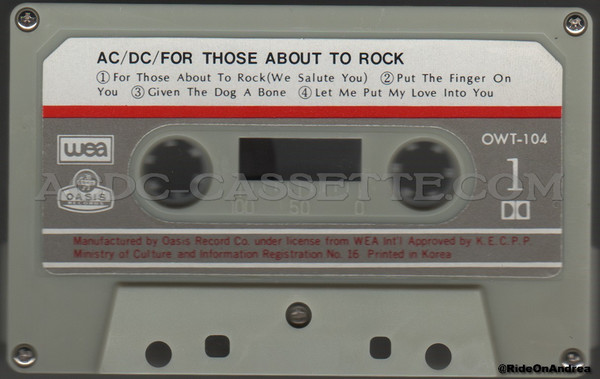 AC/DC/FOR THOSE ABOUT TO ROCK
①For Those About To Rock(We Salute You) ②Put The Finger On
You ③Given The Dog A Bone ④Let Me Put My Love Into You
wea
OWT-104
OASIS
RECORDS
1
AC-DC-CASSETTE.COM
100 50 0
Manufactured by Oasis Record Co. under license from WEA Int'l Approved by K.E.C.P.P.
Ministry of Culture and Information Registration No. 16 Printed in Korea
@RideOnAndrea